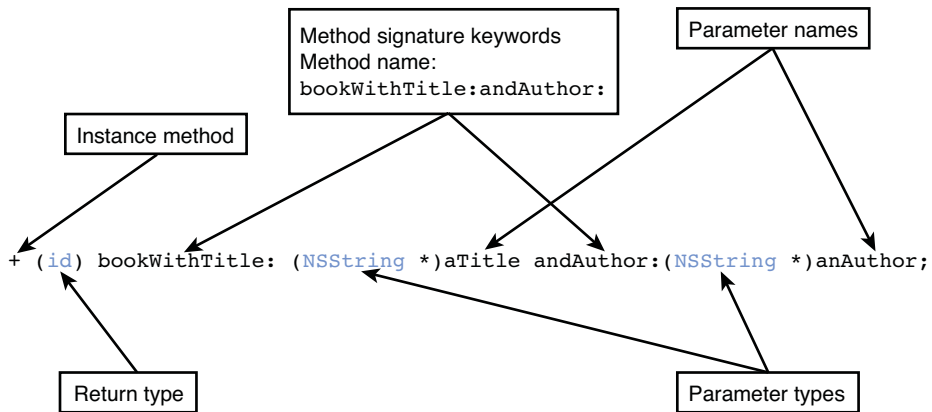 Method signature keywords
Method name:
bookWithTitle:andAuthor:
Parameter names
Instance method
+ (id) bookWithTitle: (NSString *)aTitle andAuthor:(NSString *)anAuthor;
Return type
Parameter types